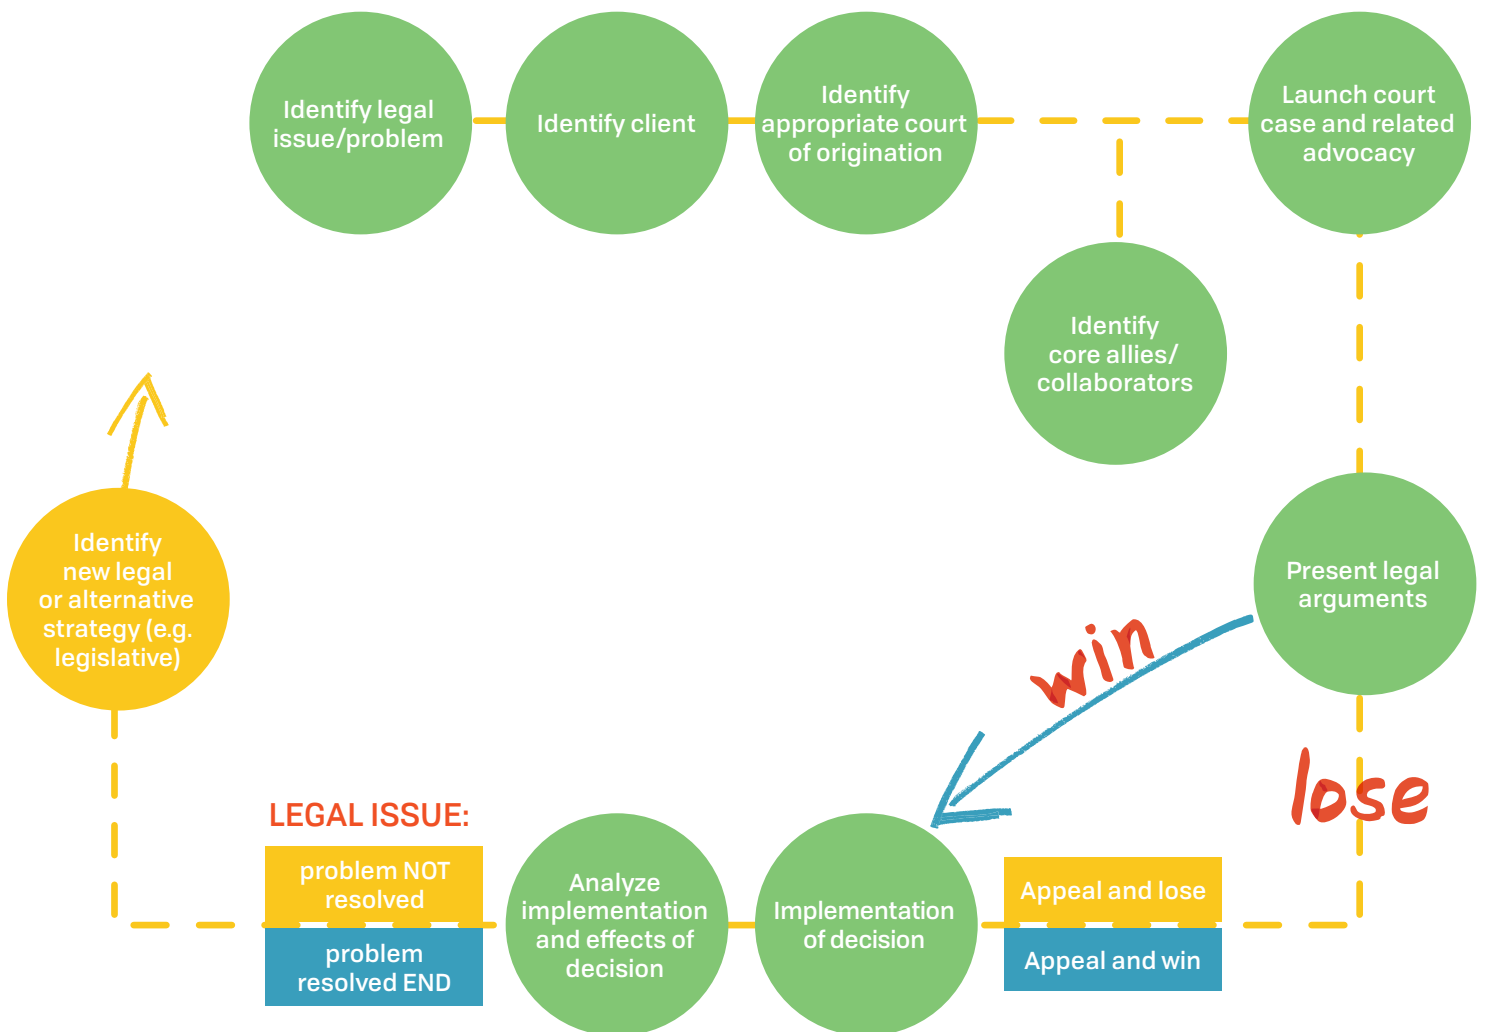 Identify legal
issue/problem
Identify client
Identify
appropriate court
of origination
Launch court
case and related
advocacy
Identify
core allies/
collaborators
Present legal
arguments
win
lose
Appeal and lose
Appeal and win
Implementation
of decision
Analyze
implementation
and effects of
decision
LEGAL ISSUE:
problem NOT
resolved
problem
resolved END
Identify
new legal
or alternative
strategy (e.g.
legislative)